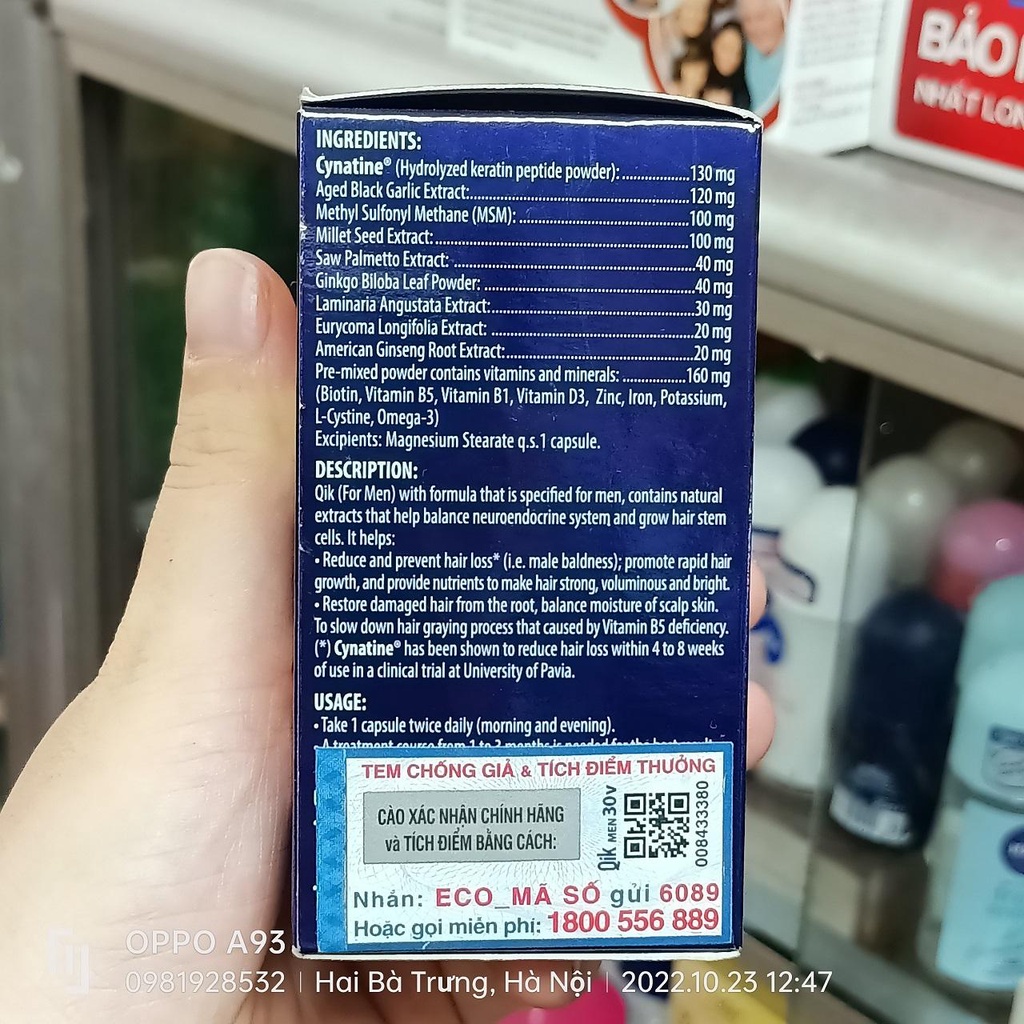 BẢO
NHẤT LON
INGREDIENTS:
Cynatine® (Hydrolyzed keratin peptide powder): ....................130 mg
Aged Black Garlic Extract:.................................................................120 mg
Methyl Sulfonyl Methane (MSM): ..................................................100 mg
Millet Seed Extract:..........................................................................100 mg
Saw Palmetto Extract: ........................................................................40 mg
Ginkgo Biloba Leaf Powder: ...............................................................40 mg
Laminaria Angustata Extract:.............................................................30 mg
Eurycoma Longifolia Extract: .............................................................20 mg
American Ginseng Root Extract:.........................................................20 mg
Pre-mixed powder contains vitamins and minerals: ..................160 mg
(Biotin, Vitamin B5, Vitamin B1, Vitamin D3, Zinc, Iron, Potassium,
L-Cystine, Omega-3)
Excipients: Magnesium Stearate q.s.1 capsule.
DESCRIPTION:
Qik (For Men) with formula that is specified for men, contains natural
extracts that help balance neuroendocrine system and grow hair stem
cells. It helps:
• Reduce and prevent hair loss* (i.e. male baldness); promote rapid hair
growth, and provide nutrients to make hair strong, voluminous and bright.
• Restore damaged hair from the root, balance moisture of scalp skin.
To slow down hair graying process that caused by Vitamin B5 deficiency.
(*) Cynatine® has been shown to reduce hair loss within 4 to 8 weeks
of use in a clinical trial at University of Pavia.
USAGE:
• Take 1 capsule twice daily (morning and evening).
• A treatment course from 1 to 3 months is needed for the best
TEM CHỐNG GIẢ & TÍCH ĐIỂM THƯỞNG
CÀO XÁC NHẬN CHÍNH HÃNG
và TÍCH ĐIỂM BẰNG CÁCH:
Qik MEN 30v
008433380
Nhắn: ECO_MÃ SỐ gửi 6089
Hoặc gọi miễn phí: 1800 556 889
OPPO A93
0981928532 | Hai Bà Trưng, Hà Nội | 2022.10.23 12:47